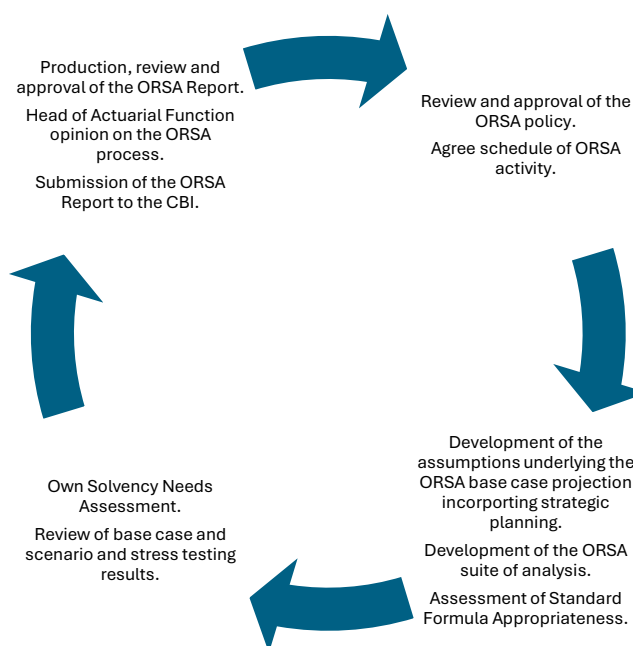 Production, review and
approval of the ORSA Report.
Head of Actuarial Function
opinion on the ORSA
process.
Submission of the ORSA
Report to the CBI.
Review and approval of the
ORSA policy.
Agree schedule of ORSA
activity.
Development of the
assumptions underlying the
ORSA base case projection
incorporting strategic
planning.
Development of the ORSA
suite of analysis.
Assessment of Standard
Formula Appropriateness.
Own Solvency Needs
Assessment.
Review of base case and
scenario and stress testing
results.